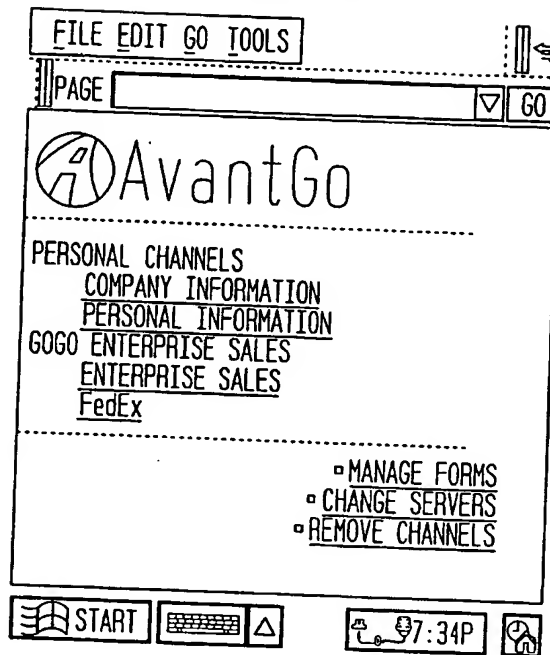 FILE EDIT GO TOOLS
PAGE GO
AvantGo
PERSONAL CHANNELS
COMPANY INFORMATION
PERSONAL INFORMATION
GOGO ENTERPRISE SALES
ENTERPRISE SALES
FedEx
MANAGE FORMS
CHANGE SERVERS
REMOVE CHANNELS
START 7:34P